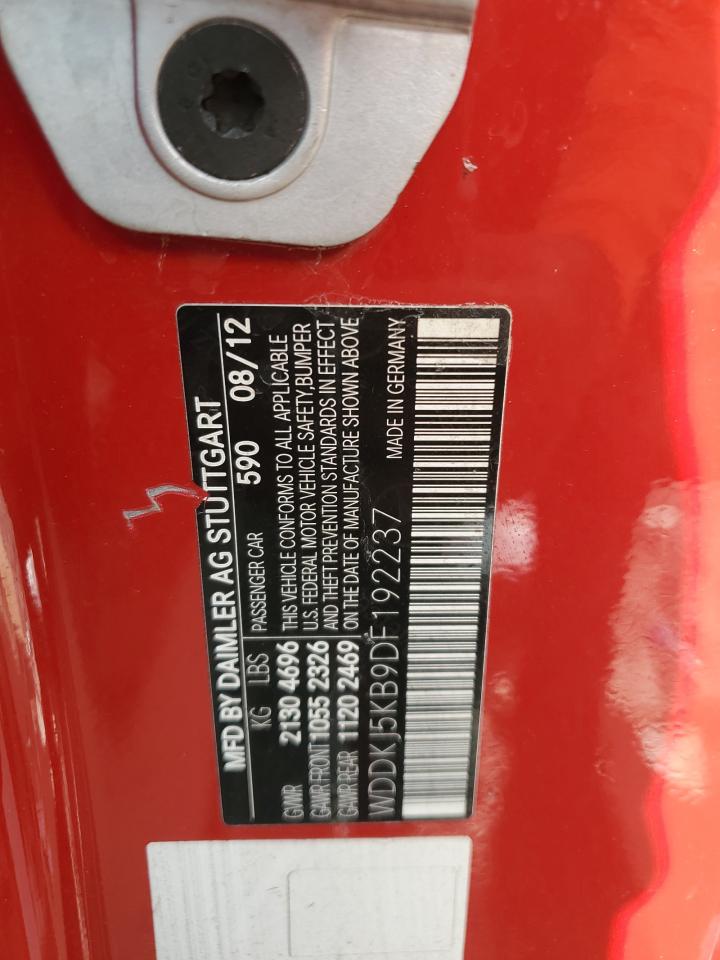 MFD BY DAIMLER AG STUTTGART
KG LBS PASSENGER CAR 590 08/12
GVWR 2130 4696 THIS VEHICLE CONFORMS TO ALL APPLICABLE
GAWR FRONT 1055 2326 U.S. FEDERAL MOTOR VEHICLE SAFETY,BUMPER
AND THEFT PREVENTION STANDARDS IN EFFECT
GAWR REAR 1120 2469 ON THE DATE OF MANUFACTURE SHOWN ABOVE
WDDKJ5KB9DF192237 MADE IN GERMANY